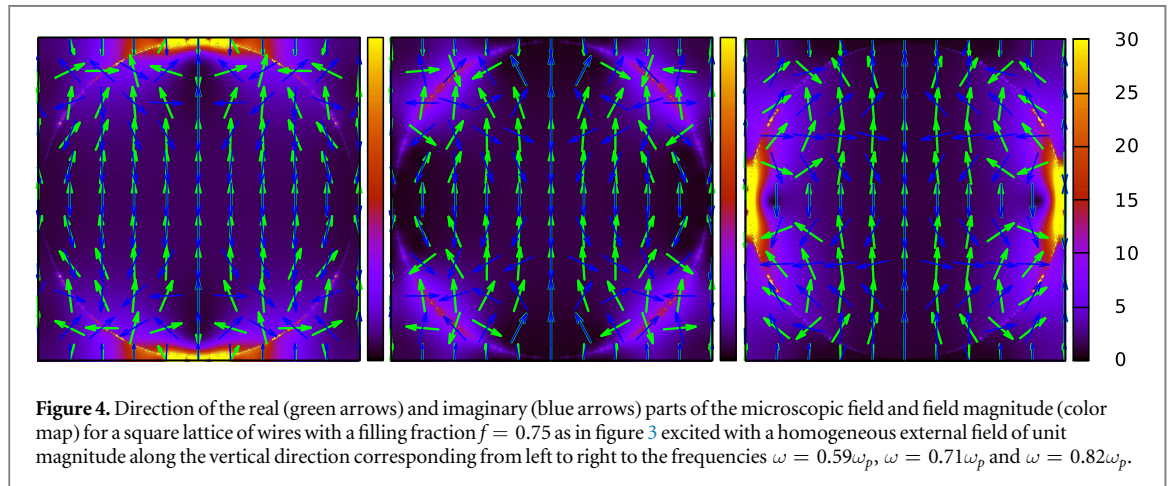 30
25
20
15
10
5
0
Figure 4. Direction of the real (green arrows) and imaginary (blue arrows) parts of the microscopic field and field magnitude (color
map) for a square lattice of wires with a filling fraction f = 0.75 as in figure 3 excited with a homogeneous external field of unit
magnitude along the vertical direction corresponding from left to right to the frequencies ω = 0.59ωₚ, ω = 0.71ωₚ and ω = 0.82ωₚ.